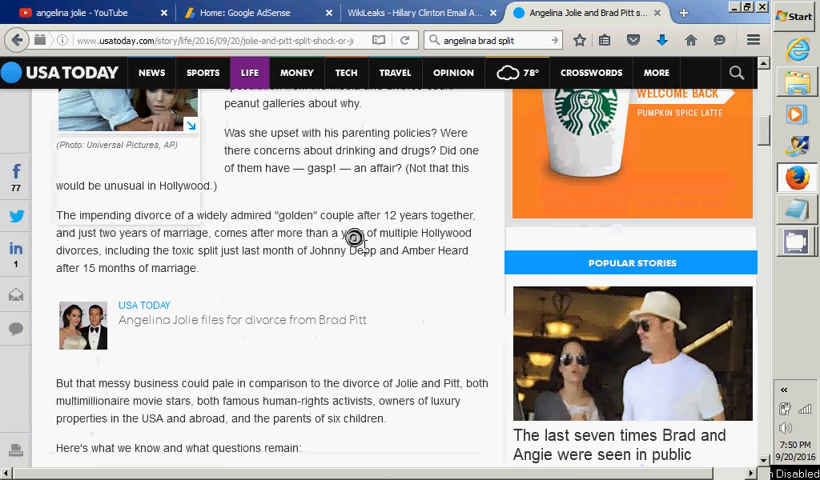 angelina jolie - YouTube
Home: Google AdSense
WikiLeaks - Hillary Clinton Email A...
Angelina Jolie and Brad Pitt s...
www.usatoday.com/story/life/2016/09/20/jolie-and-pitt-split-shock-or-j
angelina brad split
Start
USA TODAY
NEWS
SPORTS
LIFE
MONEY
TECH
TRAVEL
OPINION
78°
CROSSWORDS
MORE
peanut galleries about why.
(Photo: Universal Pictures, AP)
Was she upset with his parenting policies? Were
there concerns about drinking and drugs? Did one
of them have — gasp! — an affair? (Not that this
would be unusual in Hollywood.)
The impending divorce of a widely admired "golden" couple after 12 years together,
and just two years of marriage, comes after more than a of multiple Hollywood
divorces, including the toxic split just last month of Johnny Depp and Amber Heard
after 15 months of marriage.
USA TODAY
Angelina Jolie files for divorce from Brad Pitt
But that messy business could pale in comparison to the divorce of Jolie and Pitt, both
multimillionaire movie stars, both famous human-rights activists, owners of luxury
properties in the USA and abroad, and the parents of six children.
Here's what we know and what questions remain:
77
1
WELCOME BACK
PUMPKIN SPICE LATTE
POPULAR STORIES
The last seven times Brad and
Angie were seen in public
7:50 PM
9/20/2016
Disabled